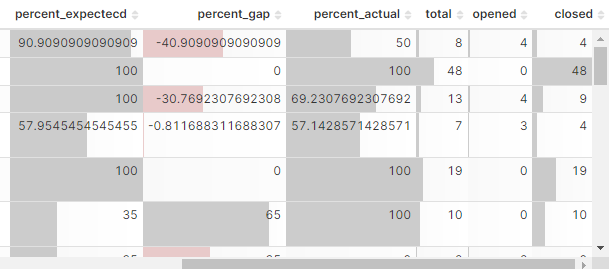 percent_expectecd percent_gap percent_actual total opened closed
90.9090909090909 -40.9090909090909 50 8 4 4
100 0 100 48 0 48
100 -30.7692307692308 69.2307692307692 13 4 9
57.9545454545455 -0.811688311688307 57.1428571428571 7 3 4
100 0 100 19 0 19
35 65 100 10 0 10